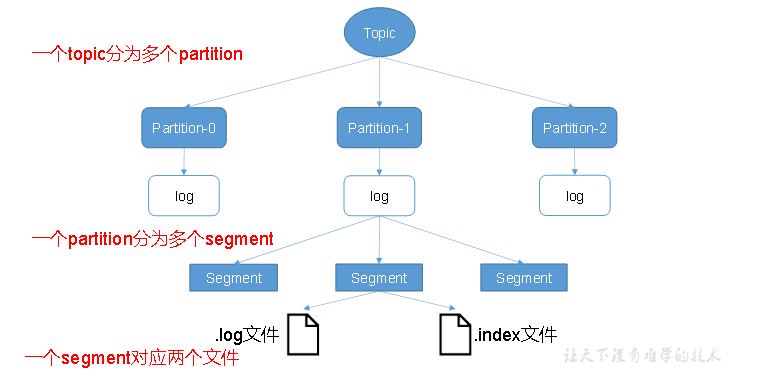 Topic
一个topic分为多个partition
Partition-0
Partition-1
Partition-2
log
log
log
一个partition分为多个segment
Segment
Segment
Segment
.log文件
.index文件
一个segment对应两个文件
让天下没有难学的技术